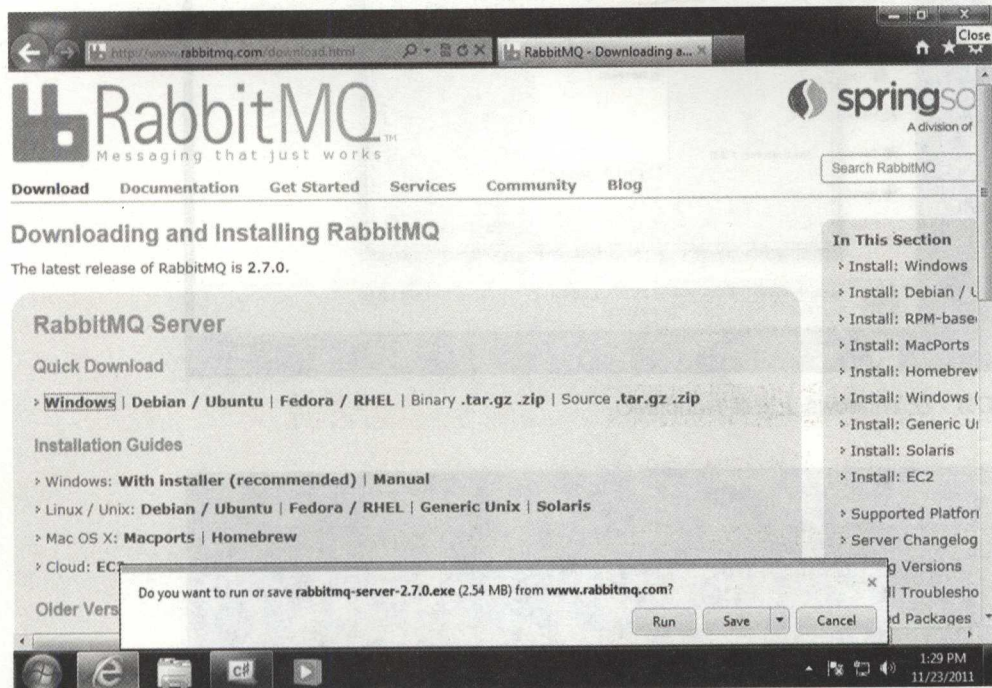 Close
http://www.rabbitmq.com/download.html
RabbitMQ - Downloading a...
RabbitMQ™
Messaging that just works
springso
A division of
Search RabbitMQ
Download Documentation Get Started Services Community Blog
Downloading and Installing RabbitMQ
The latest release of RabbitMQ is 2.7.0.
RabbitMQ Server
Quick Download
Windows | Debian / Ubuntu | Fedora / RHEL | Binary .tar.gz .zip | Source .tar.gz .zip
Installation Guides
Windows: With installer (recommended) | Manual
Linux / Unix: Debian / Ubuntu | Fedora / RHEL | Generic Unix | Solaris
Mac OS X: Macports | Homebrew
Cloud: EC2
Older Vers
In This Section
Install: Windows
Install: Debian / U
Install: RPM-base
Install: MacPorts
Install: Homebrew
Install: Windows (
Install: Generic Un
Install: Solaris
Install: EC2
Supported Platfor
Server Changelog
g Versions
ll Troublesho
d Packages
Do you want to run or save rabbitmq-server-2.7.0.exe (2.54 MB) from www.rabbitmq.com?
Run Save Cancel
C#
1:29 PM
11/23/2011